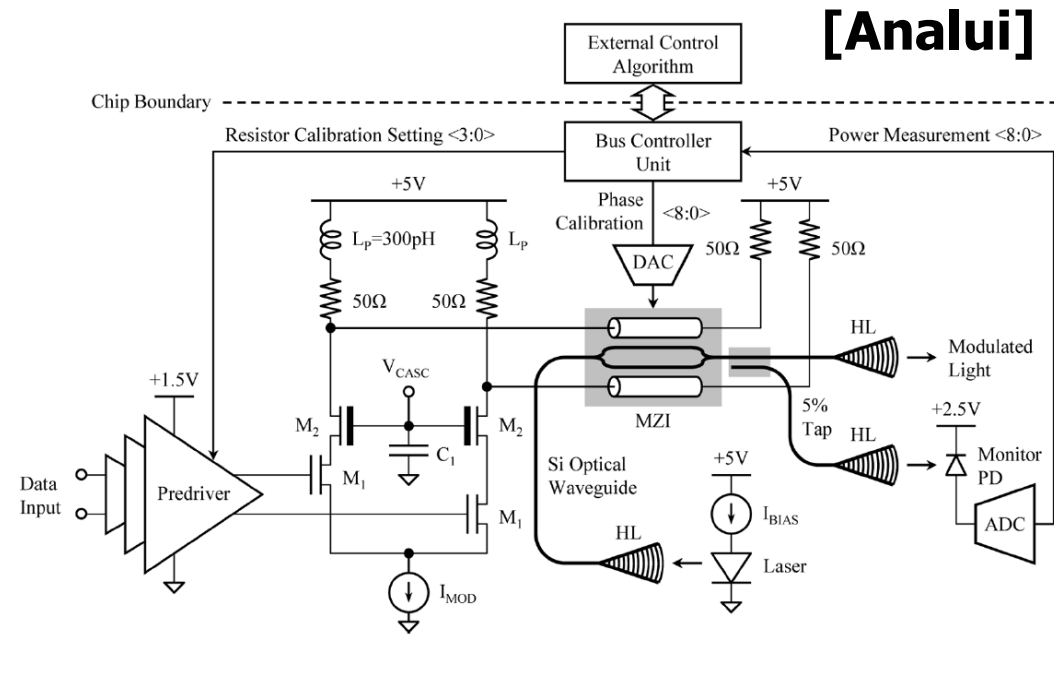 [Analui]
External Control
Algorithm
Chip Boundary
Resistor Calibration Setting <3:0>
Bus Controller
Unit
Power Measurement <8:0>
+5V
Phase
Calibration
<8:0>
+5V
L_P=300pH
L_P
DAC
50Ω
50Ω
50Ω
50Ω
HL
Modulated
Light
V_CASC
+1.5V
MZI
5%
Tap
+2.5V
M_2
M_2
C_1
HL
Monitor
PD
Data
Input
Predriver
M_1
M_1
Si Optical
Waveguide
+5V
I_BIAS
ADC
HL
Laser
I_MOD